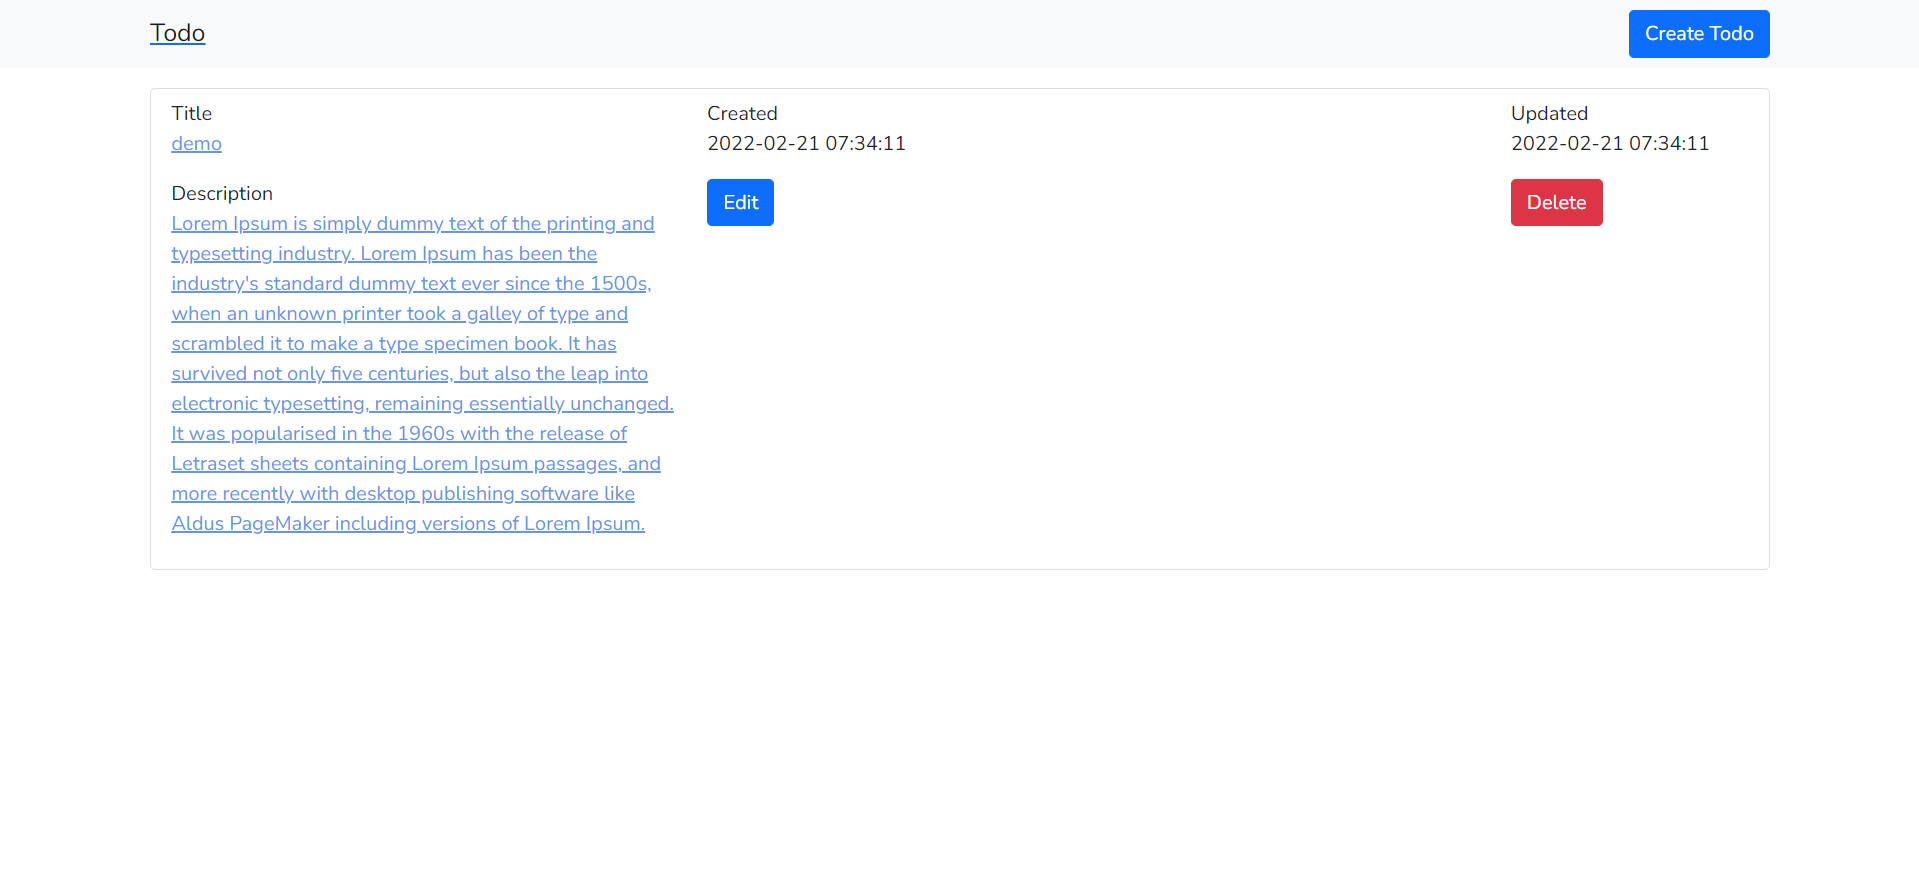 Todo
Create Todo
Title
demo
Created
2022-02-21 07:34:11
Updated
2022-02-21 07:34:11
Description
Lorem Ipsum is simply dummy text of the printing and
typesetting industry. Lorem Ipsum has been the
industry's standard dummy text ever since the 1500s,
when an unknown printer took a galley of type and
scrambled it to make a type specimen book. It has
survived not only five centuries, but also the leap into
electronic typesetting, remaining essentially unchanged.
It was popularised in the 1960s with the release of
Letraset sheets containing Lorem Ipsum passages, and
more recently with desktop publishing software like
Aldus PageMaker including versions of Lorem Ipsum.
Edit
Delete